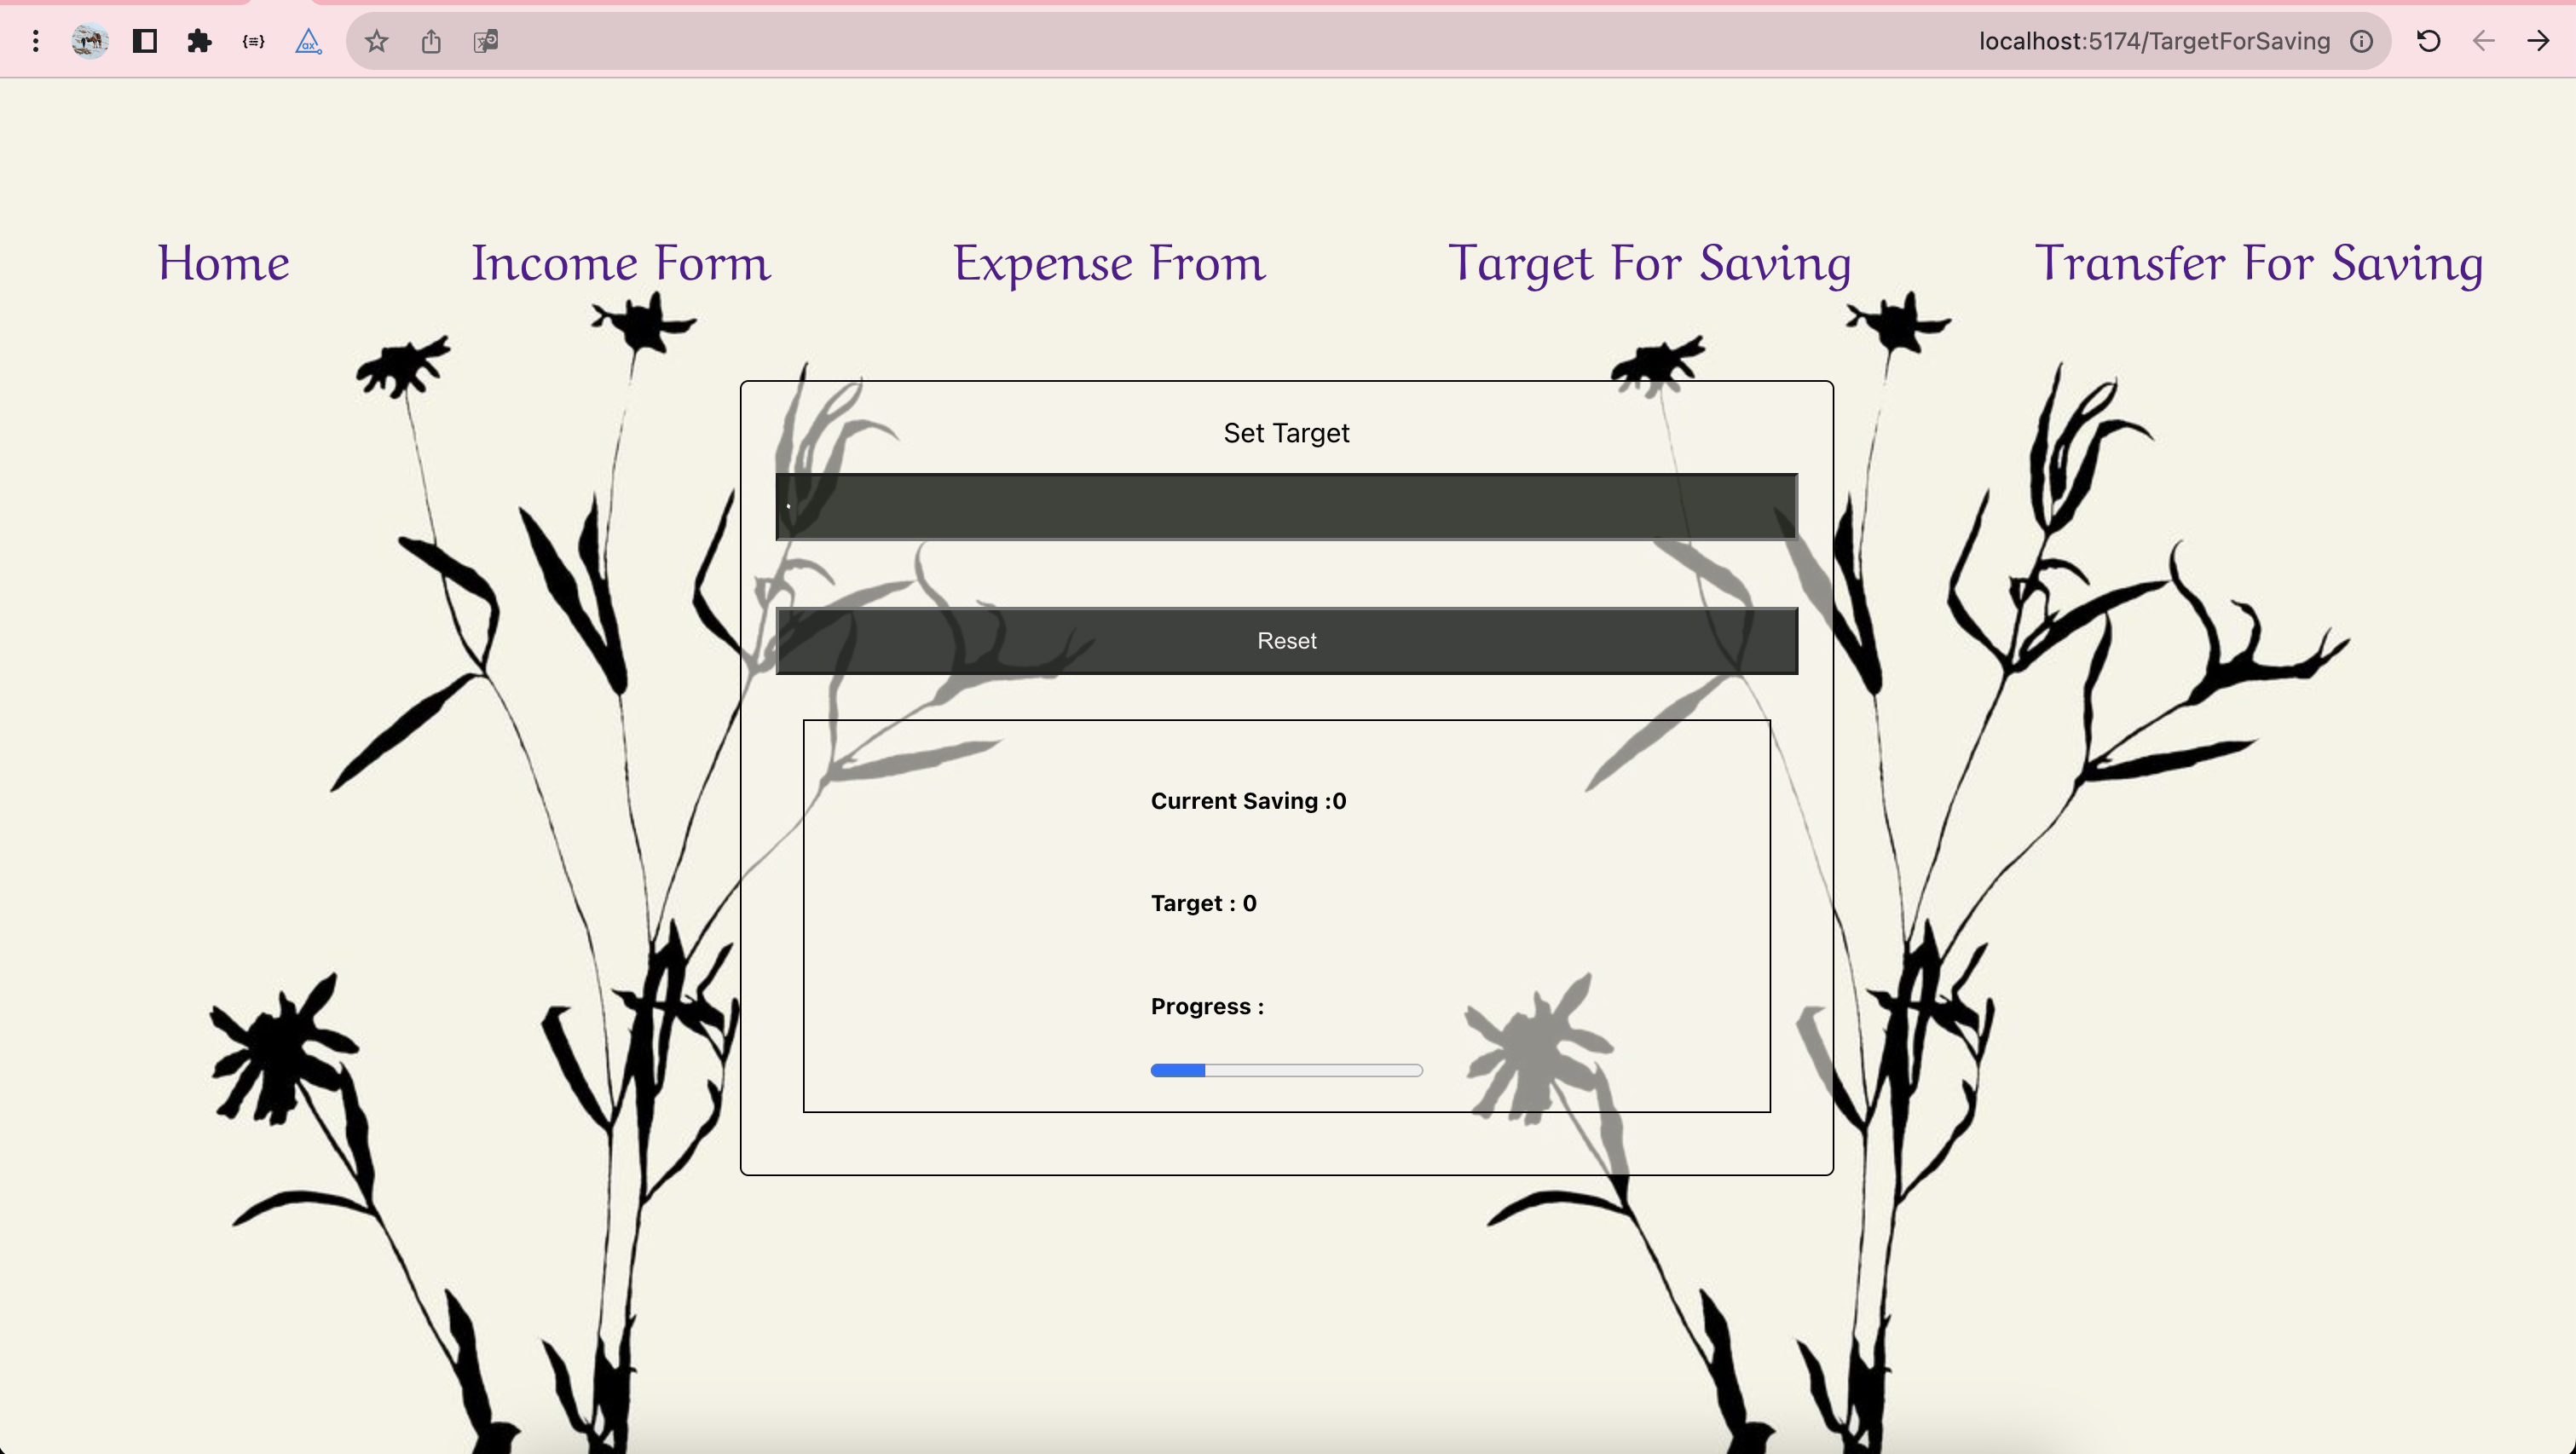 localhost:5174/TargetForSaving
Home Income Form Expense From Target For Saving Transfer For Saving
Set Target
٠
Reset
Current Saving :0
Target : 0
Progress :